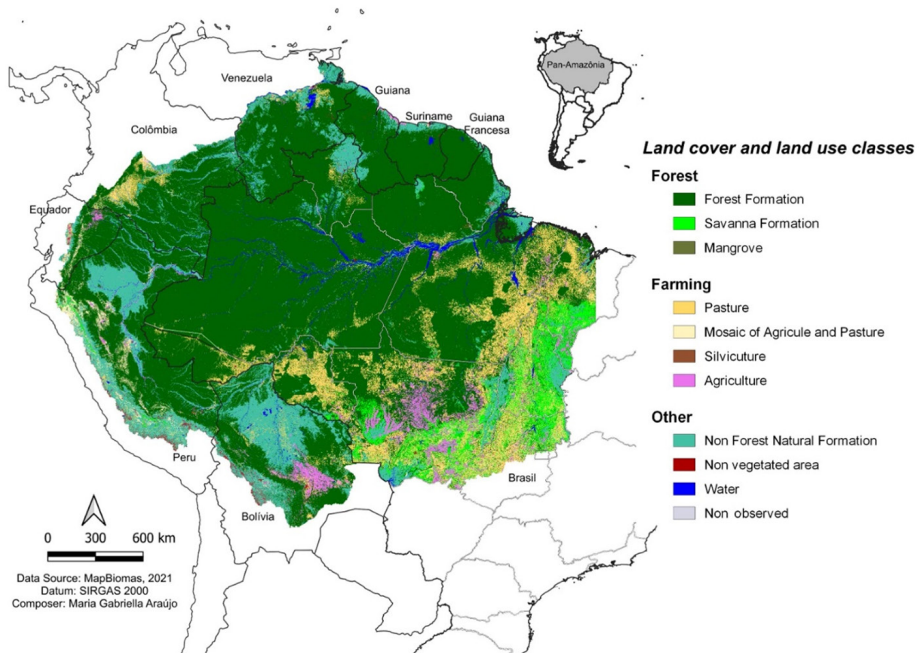 Pan-Amazônia
Venezuela
Guiana
Suriname
Guiana
Francesa
Colômbia
Equador
Peru
Bolívia
Brasil
Land cover and land use classes
Forest
Forest Formation
Savanna Formation
Mangrove
Farming
Pasture
Mosaic of Agricule and Pasture
Silvicuture
Agriculture
Other
Non Forest Natural Formation
Non vegetated area
Water
Non observed
0 300 600 km
Data Source: MapBiomas, 2021
Datum: SIRGAS 2000
Composer: Maria Gabriella Araújo